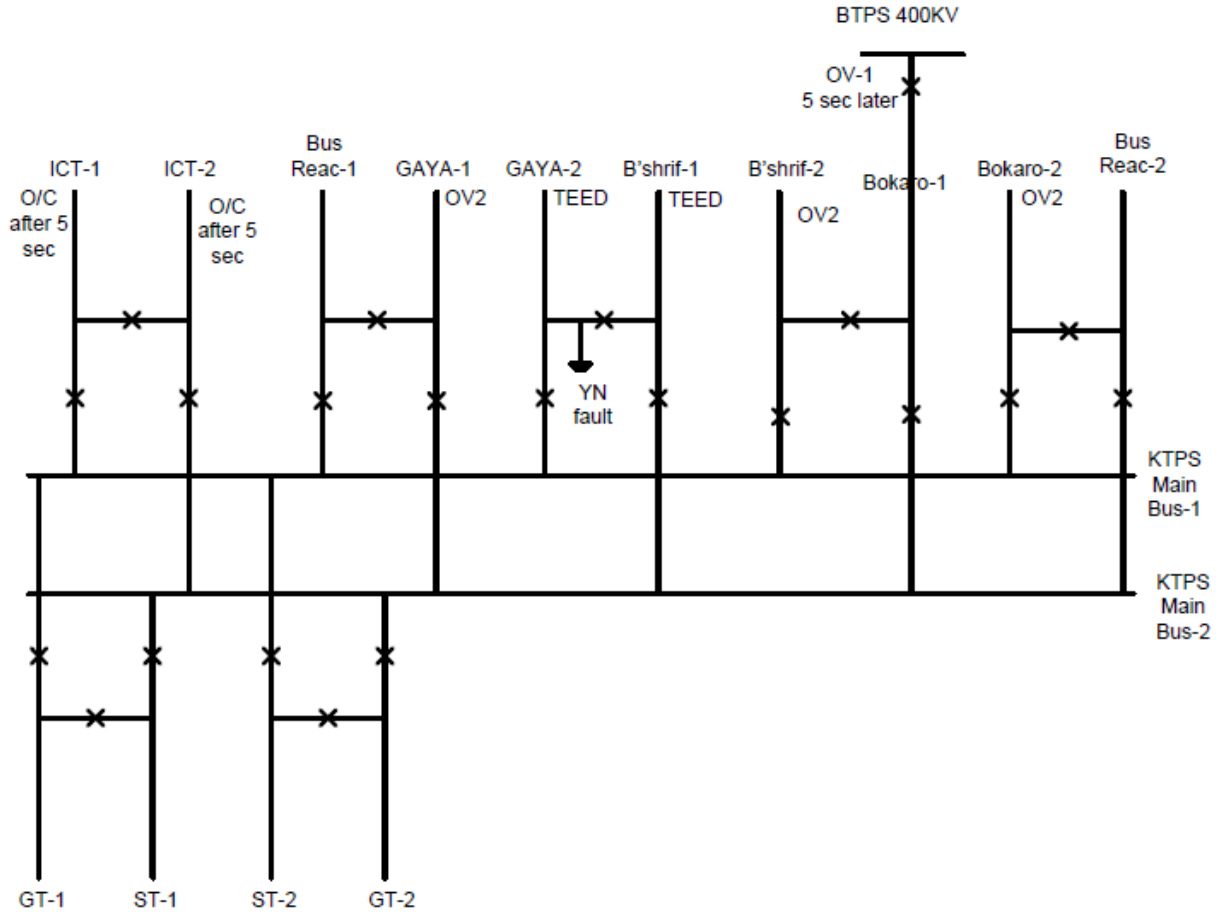 BTPS 400KV
OV-1
5 sec later
ICT-1
ICT-2
Bus
Reac-1
GAYA-1
GAYA-2
B'shrif-1
B'shrif-2
Bokaro-1
Bokaro-2
Bus
Reac-2
O/C
after 5
sec
O/C
after 5
sec
OV2
TEED
TEED
OV2
OV2
YN
fault
KTPS
Main
Bus-1
KTPS
Main
Bus-2
GT-1
ST-1
ST-2
GT-2